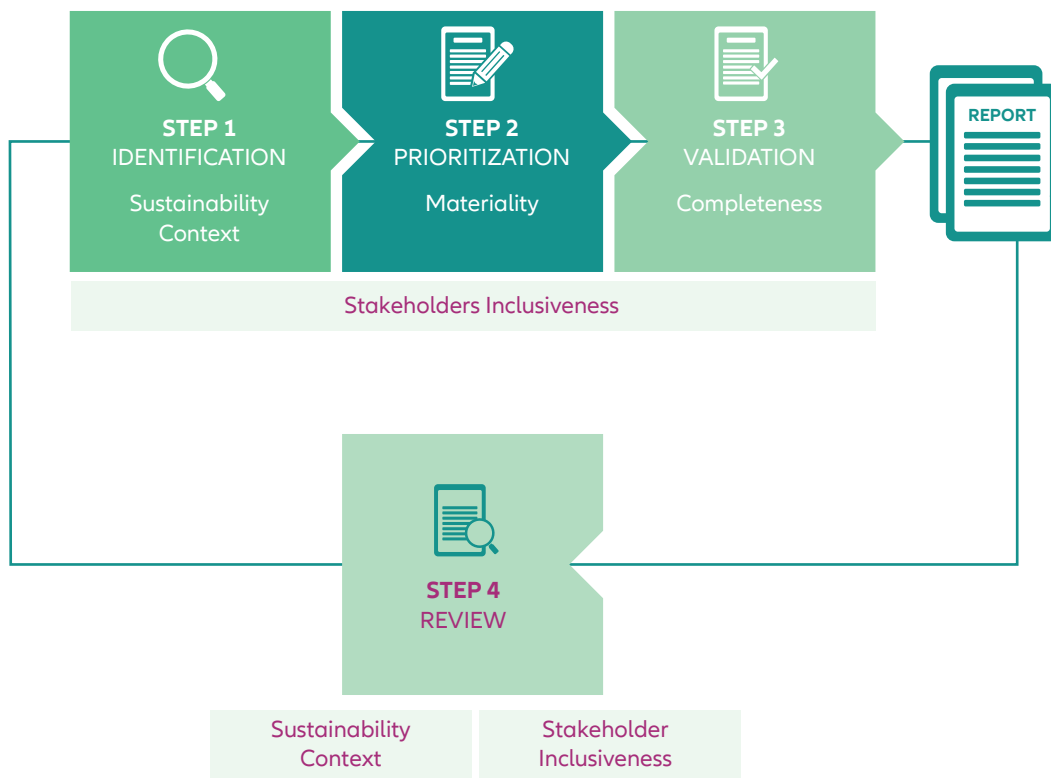 STEP 1
IDENTIFICATION
Sustainability
Context
STEP 2
PRIORITIZATION
Materiality
STEP 3
VALIDATION
Completeness
REPORT
Stakeholders Inclusiveness
STEP 4
REVIEW
Sustainability
Context
Stakeholder
Inclusiveness